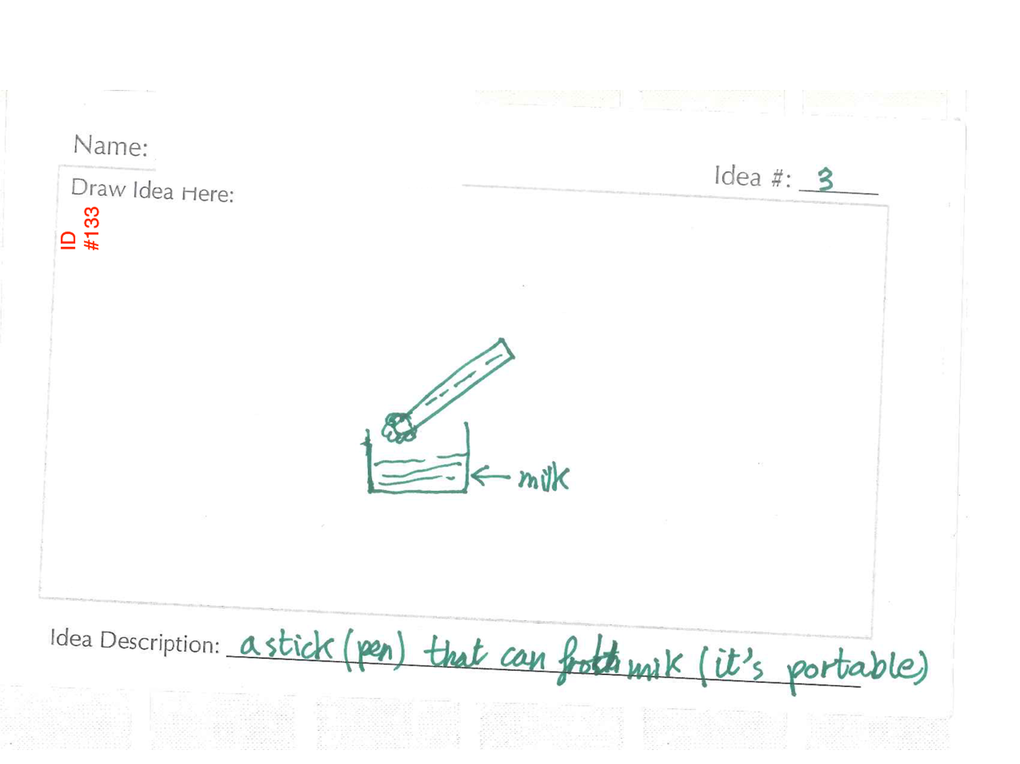 Name:
Idea #: 3
Draw Idea Here:
ID
#133
← milk
Idea Description: a stick (pen) that can froth milk (it's portable)